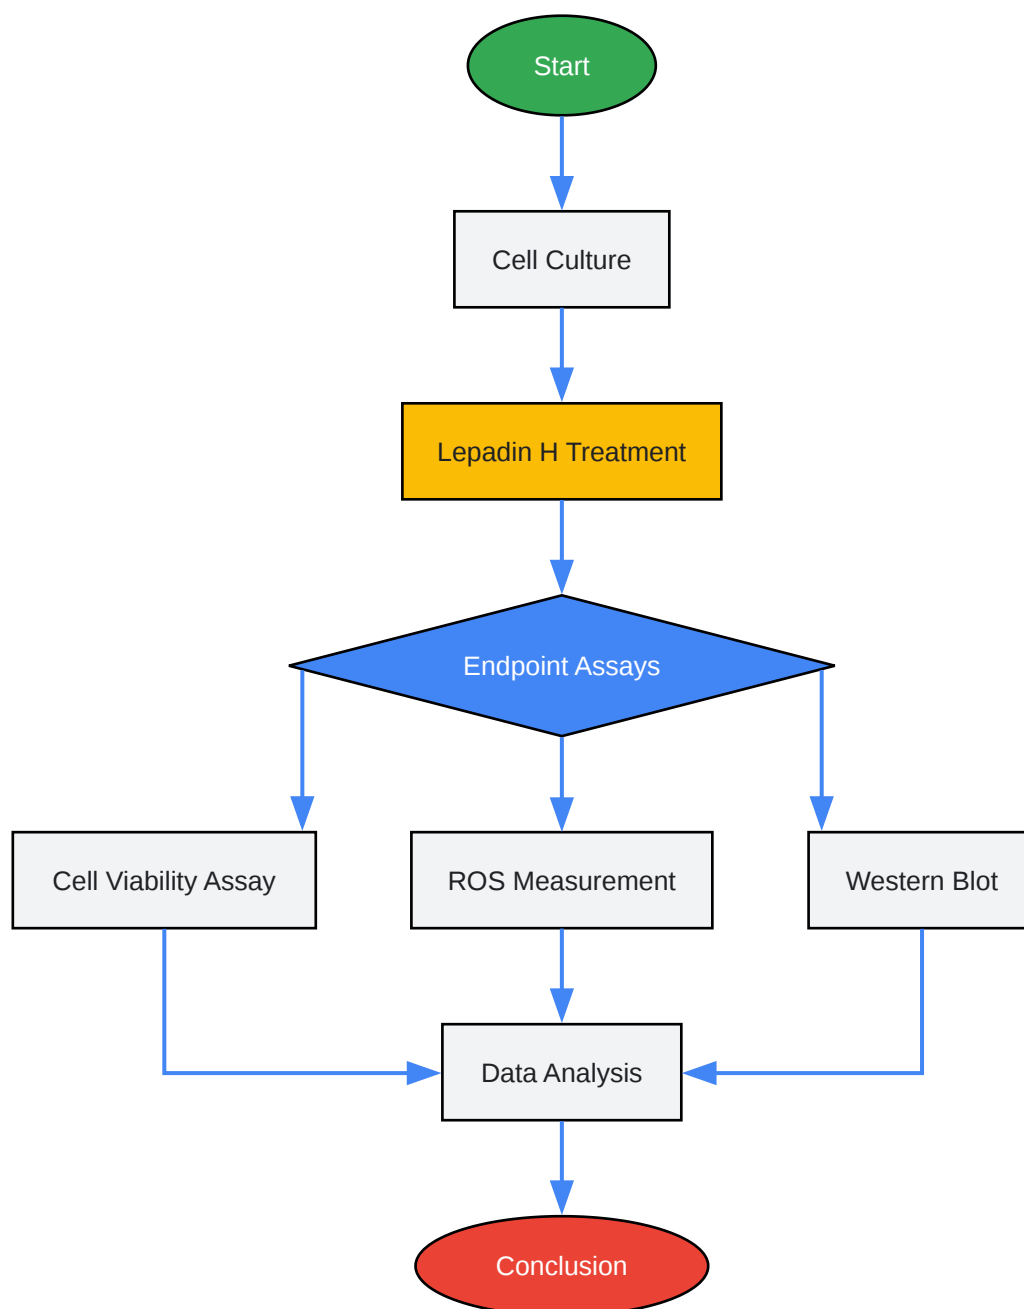 Start
Cell Culture
Lepadin H Treatment
Endpoint Assays
Cell Viability Assay
ROS Measurement
Western Blot
Data Analysis
Conclusion